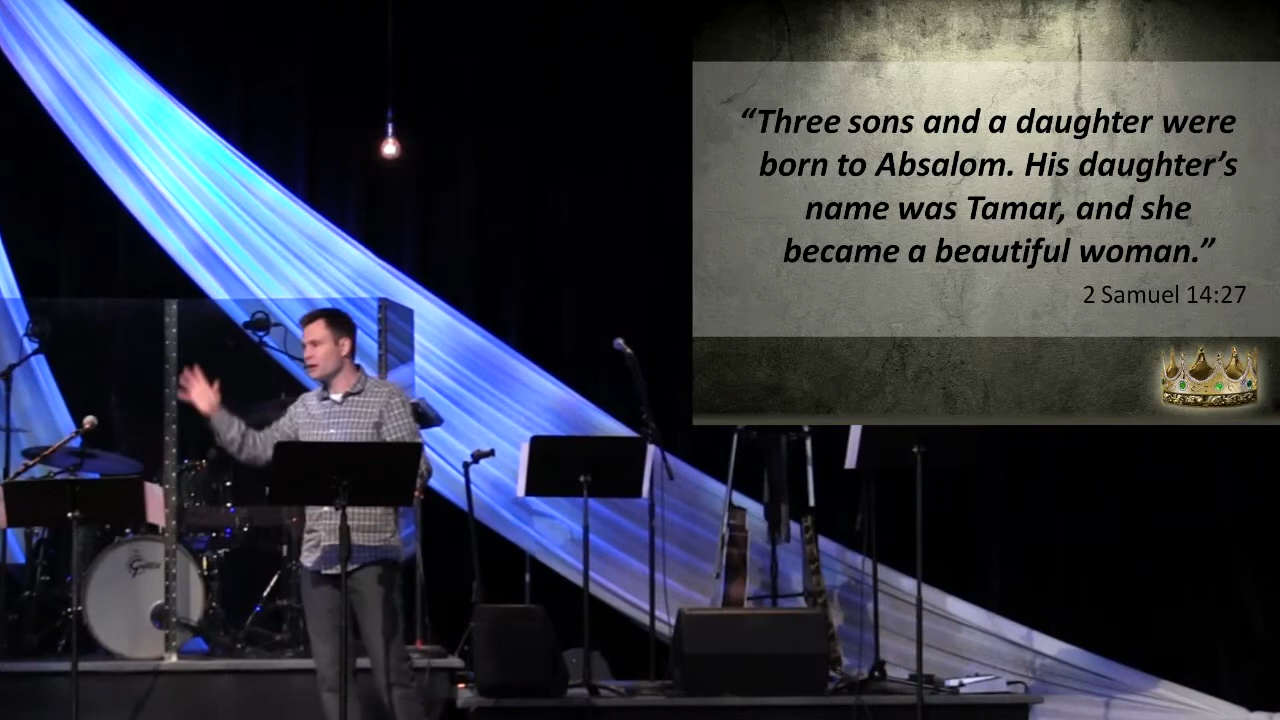 “Three sons and a daughter were
born to Absalom. His daughter’s
name was Tamar, and she
became a beautiful woman.”
2 Samuel 14:27
Gretsch